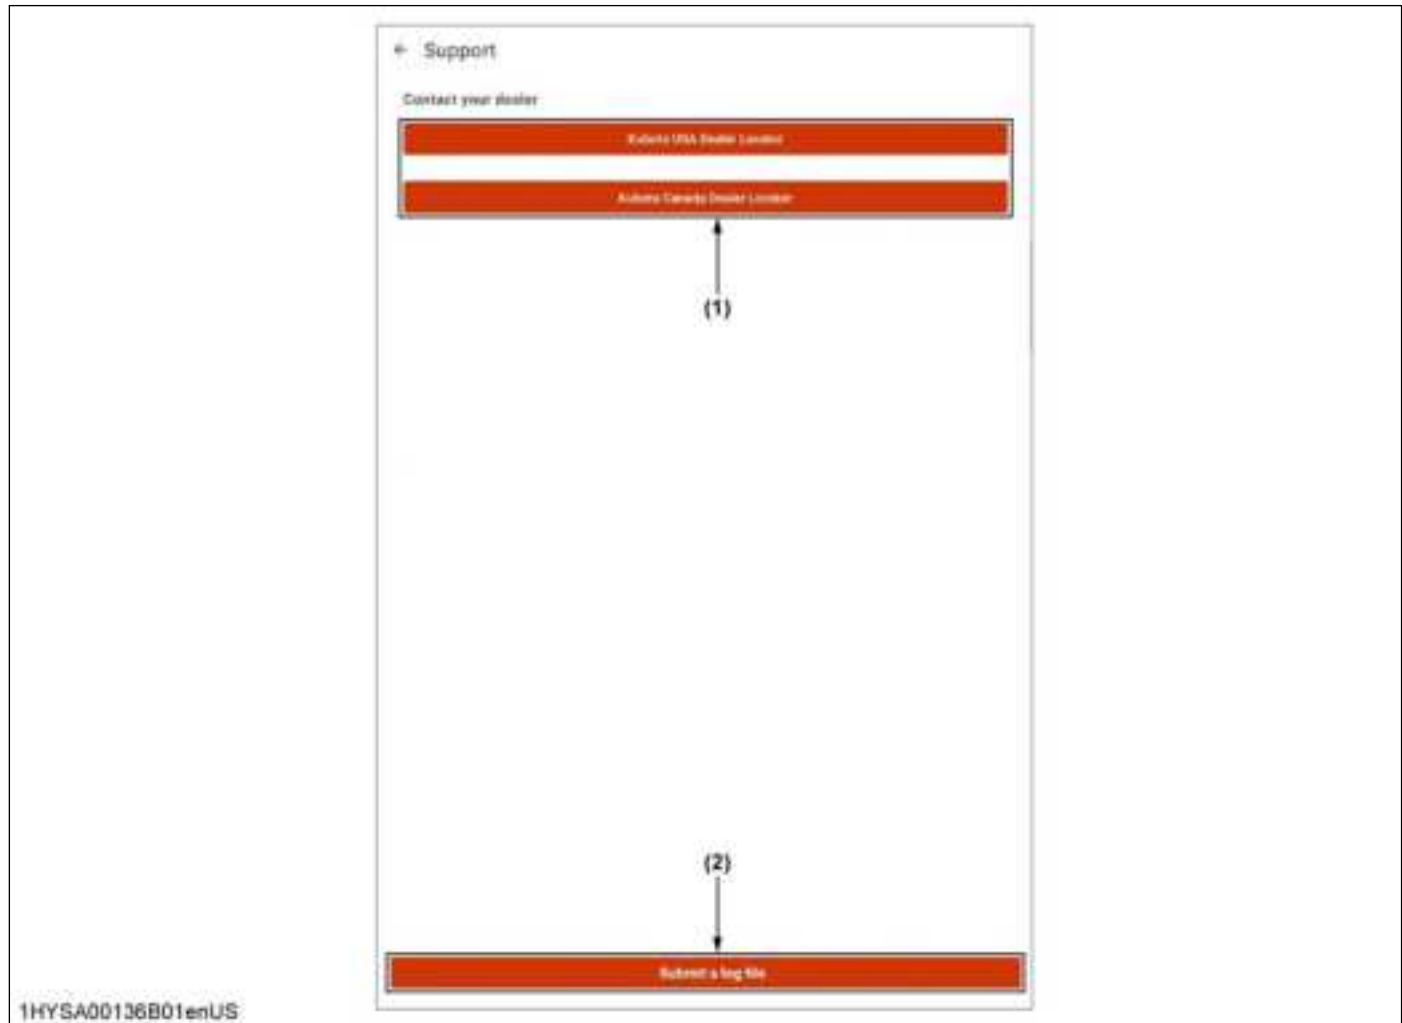 ← Support
Contact your dealer
Kubota USA Dealer Locator
Kubota Canada Dealer Locator
(1)
(2)
Submit a log file
1HYSA00136B01enUS